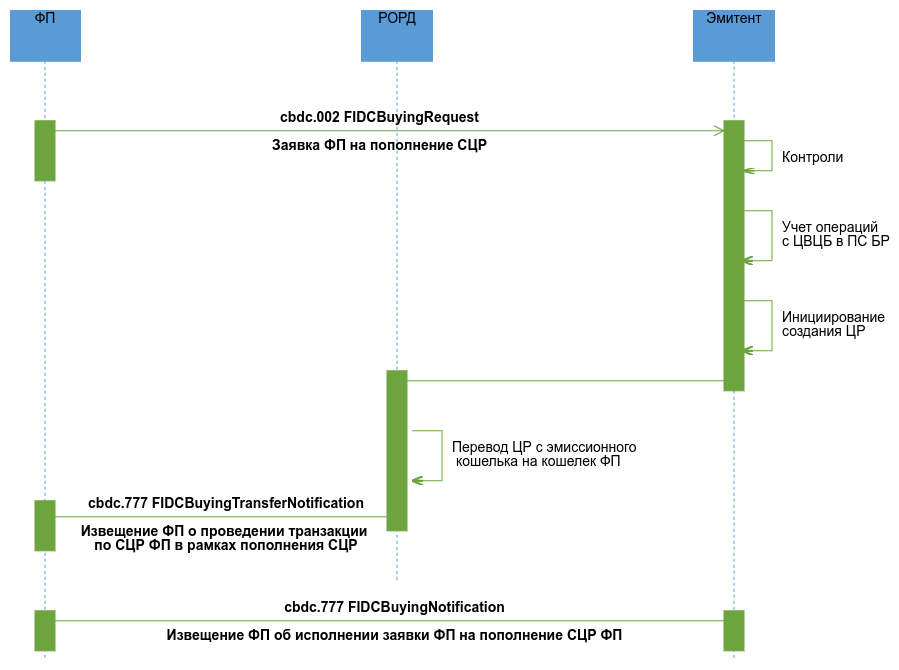 ФП
РОРД
Эмитент
cbdc.002 FIDCBuyingRequest
Заявка ФП на пополнение СЦР
Контроли
Учет операций
с ЦВЦБ в ПС БР
Инициирование
создания ЦР
Перевод ЦР с эмиссионного
кошелька на кошелек ФП
cbdc.777 FIDCBuyingTransferNotification
Извещение ФП о проведении транзакции
по СЦР ФП в рамках пополнения СЦР
cbdc.777 FIDCBuyingNotification
Извещение ФП об исполнении заявки ФП на пополнение СЦР ФП